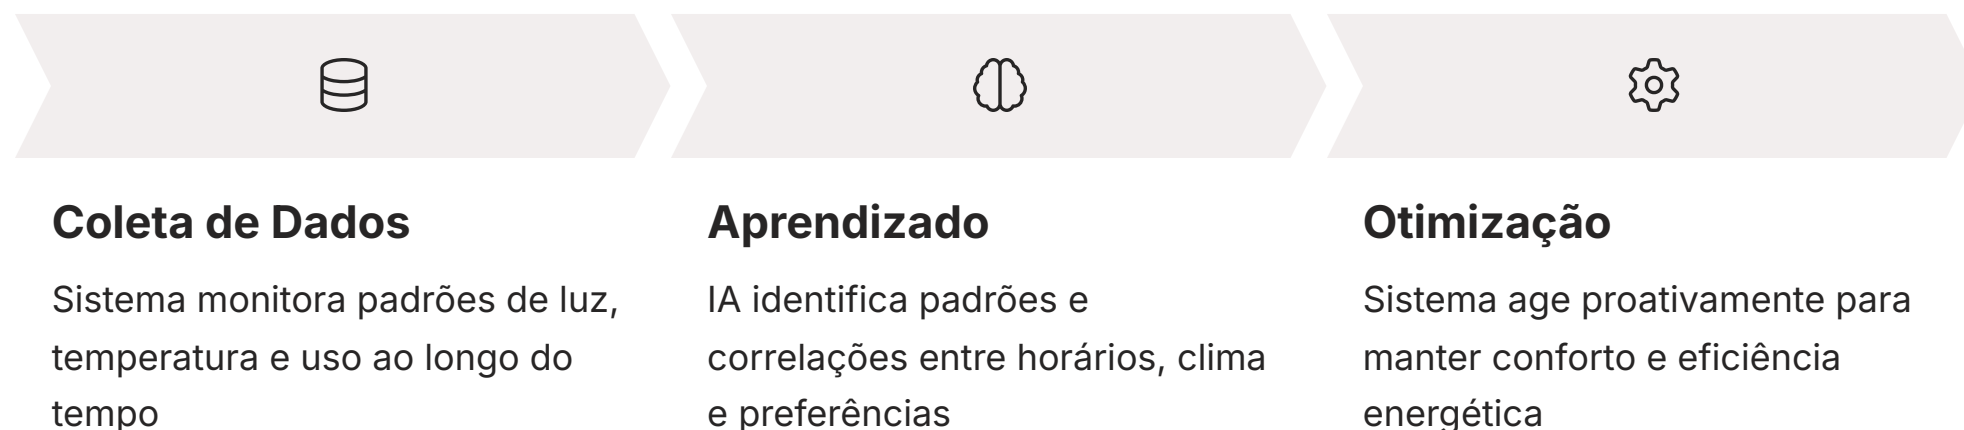 Coleta de Dados
Sistema monitora padrões de luz,
temperatura e uso ao longo do
tempo
Aprendizado
IA identifica padrões e
correlações entre horários, clima
e preferências
Otimização
Sistema age proativamente para
manter conforto e eficiência
energética